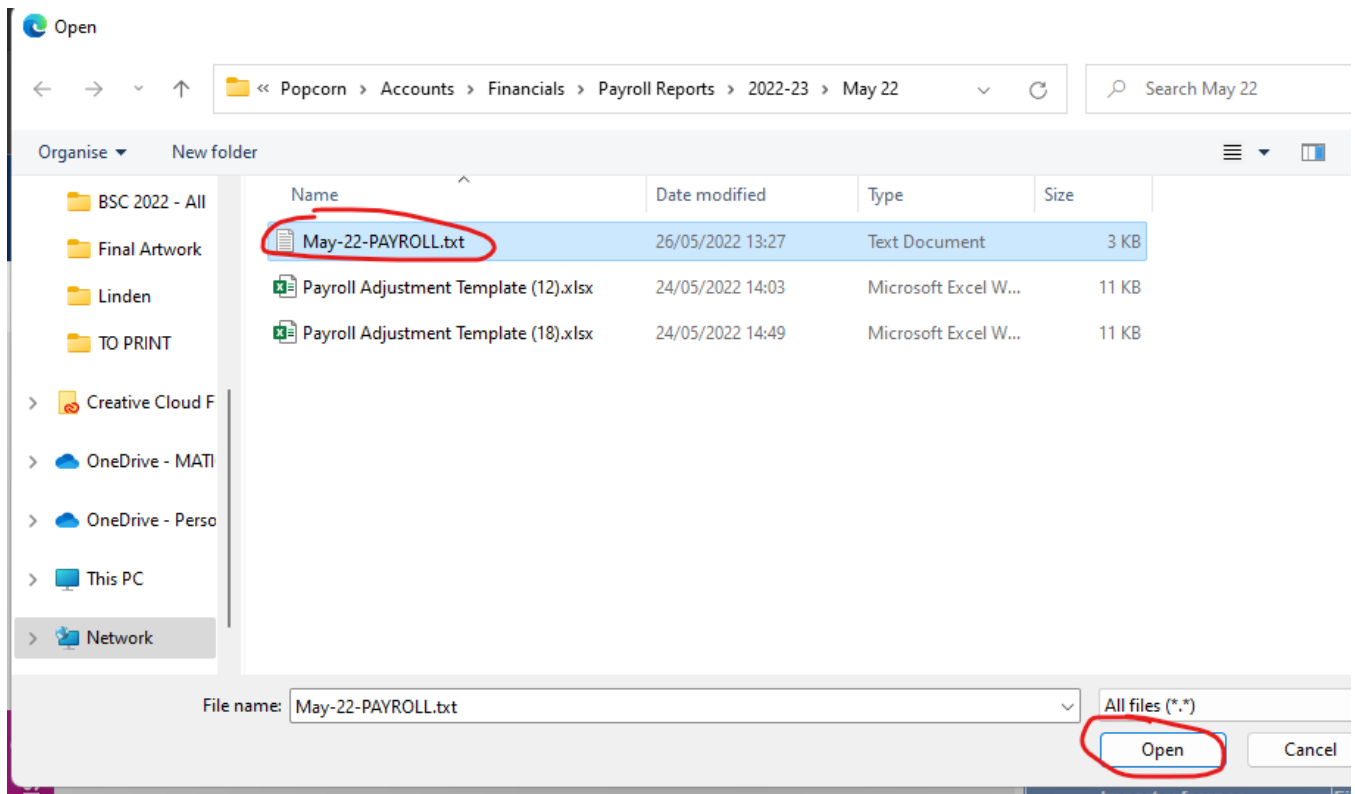 Open
« Popcorn > Accounts > Financials > Payroll Reports > 2022-23 > May 22
Search May 22
Organise
New folder
Name Date modified Type Size
BSC 2022 - All
Final Artwork
Linden
TO PRINT
Creative Cloud F
OneDrive - MATI
OneDrive - Perso
This PC
Network
May-22-PAYROLL.txt 26/05/2022 13:27 Text Document 3 KB
Payroll Adjustment Template (12).xlsx 24/05/2022 14:03 Microsoft Excel W... 11 KB
Payroll Adjustment Template (18).xlsx 24/05/2022 14:49 Microsoft Excel W... 11 KB
File name: May-22-PAYROLL.txt
All files (*.*)
Open Cancel